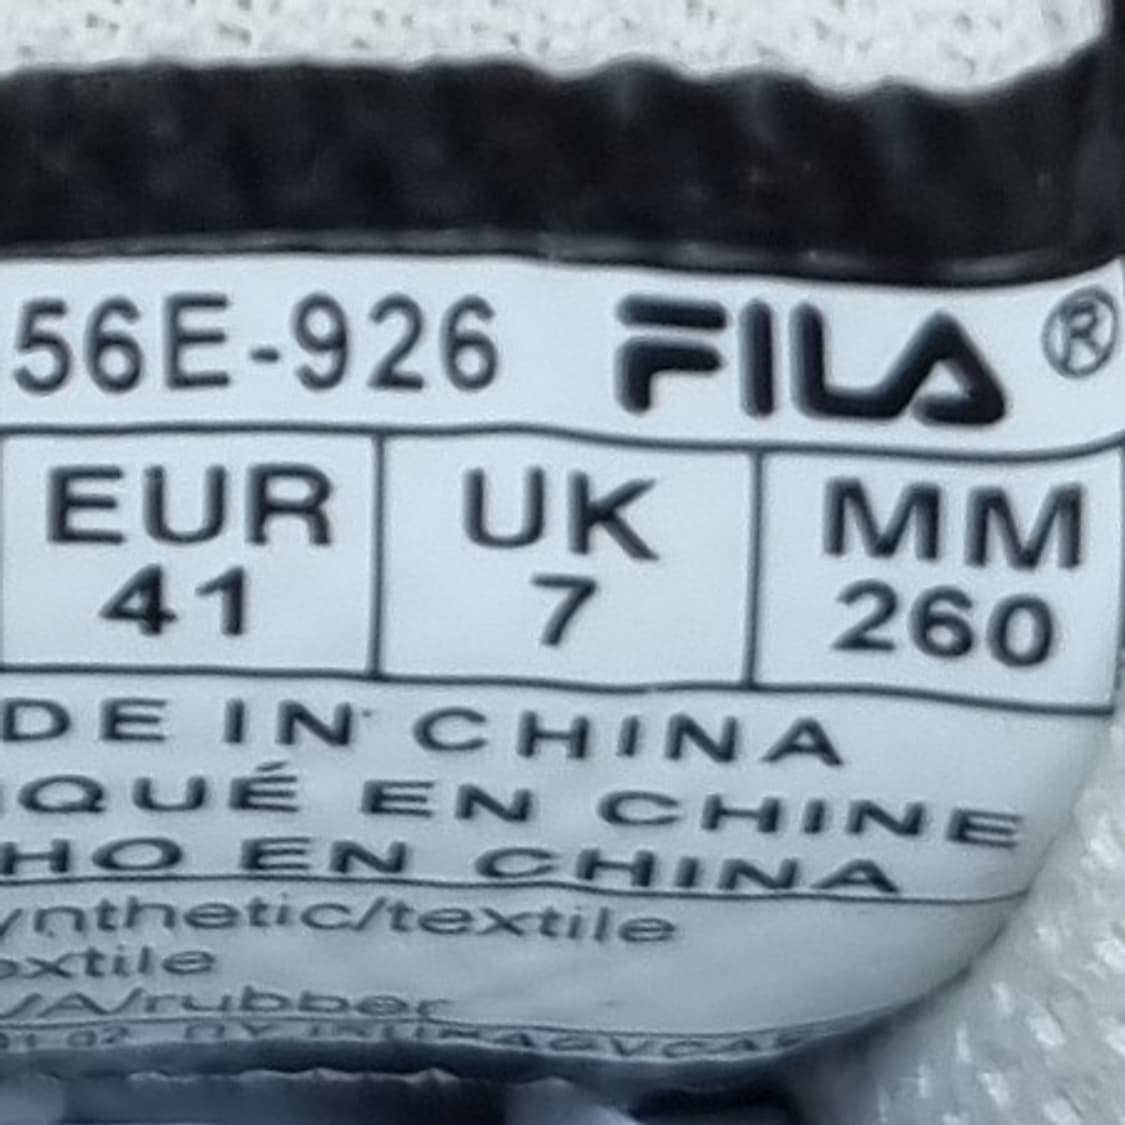 56E-926 FILA®
EUR UK MM
41 7 260
DE IN CHINA
QUÉ EN CHINE
HO EN CHINA
ynthetic/textile
extile
/A/rubber